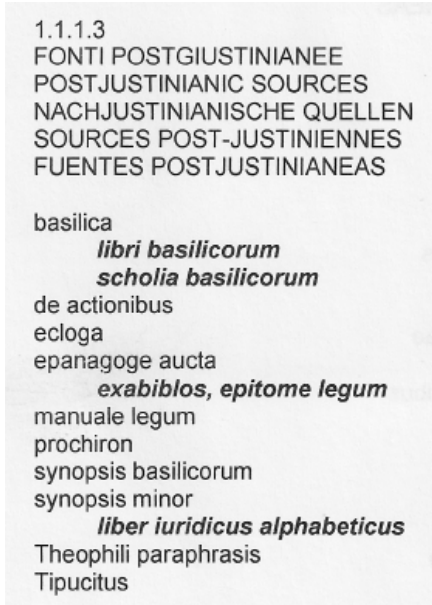 1.1.1.3
FONTI POSTGIUSTINIANEE
POSTJUSTINIANIC SOURCES
NACHJUSTINIANISCHE QUELLEN
SOURCES POST-JUSTINIENNES
FUENTES POSTJUSTINIANEAS
basilica
libri basilicorum
scholia basilicorum
de actionibus
ecloga
epanagoge aucta
exabiblos, epitome legum
manuale legum
prochiron
synopsis basilicorum
synopsis minor
liber iuridicus alphabeticus
Theophili paraphrasis
Tipucitus